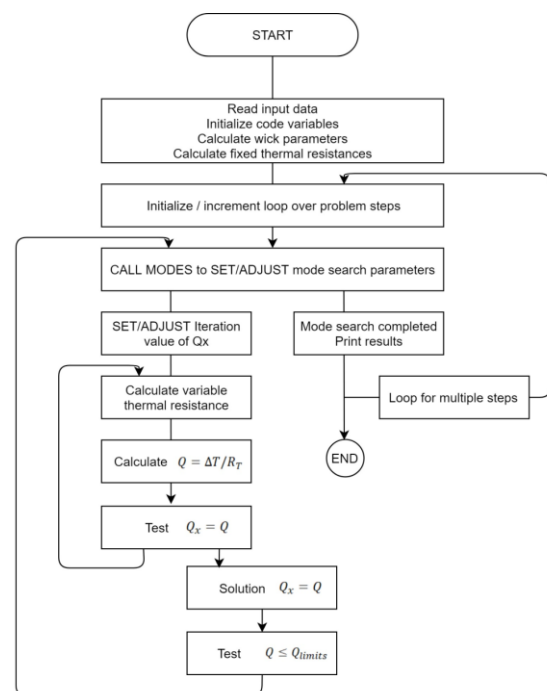 START
Read input data
Initialize code variables
Calculate wick parameters
Calculate fixed thermal resistances
Initialize / increment loop over problem steps
CALL MODES to SET/ADJUST mode search parameters
SET/ADJUST Iteration
value of Qx
Mode search completed
Print results
Calculate variable
thermal resistance
Loop for multiple steps
Calculate Q = ΔT/R_T
END
Test Q_x = Q
Solution Q_x = Q
Test Q ≤ Q_limits